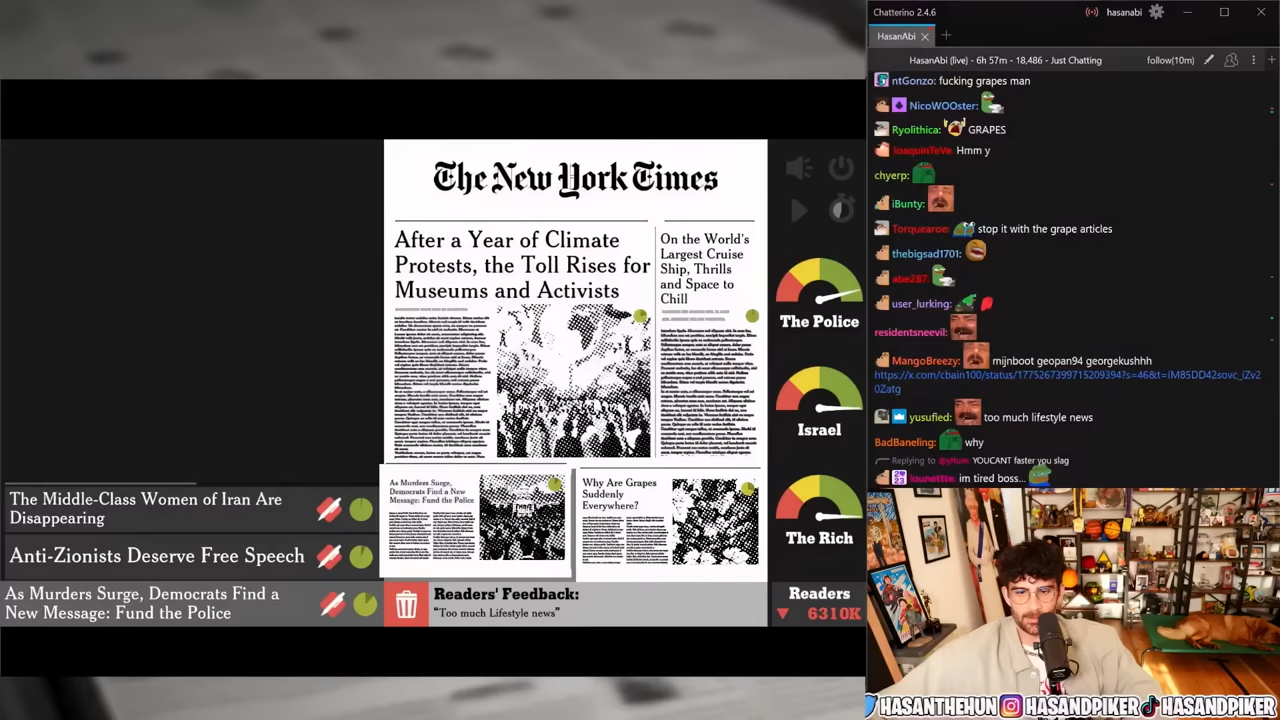 The New York Times
After a Year of Climate
Protests, the Toll Rises for
Museums and Activists
On the World's
Largest Cruise
Ship, Thrills
and Space to
Chill
As Murders Surge,
Democrats Find a New
Message: Fund the Police
Why Are Grapes
Suddenly
Everywhere?
The Police
Israel
The Rich
The Middle-Class Women of Iran Are
Disappearing
Anti-Zionists Deserve Free Speech
As Murders Surge, Democrats Find a
New Message: Fund the Police
Readers' Feedback:
"Too much Lifestyle news"
Readers
6310K
Chatterino 2.4.6
hasanabi
HasanAbi
HasanAbi (live) - 6h 57m - 18,486 - Just Chatting
follow(10m)
ntGonzo: fucking grapes man
NicoWOOster:
Ryolithica: GRAPES
Hmm y
chyerp:
iBunty:
Torquearoe: stop it with the grape articles
thebigsad1701:
abe287:
user_lurking:
residentsneevil:
MangoBreezy: mijnboot geopan94 georgekushhh
yusufied: too much lifestyle news
BadBaneling: why
YOUCANT faster you slag
im tired boss...
HASANTHEHUN HASANDPIKER HASANDPIKER